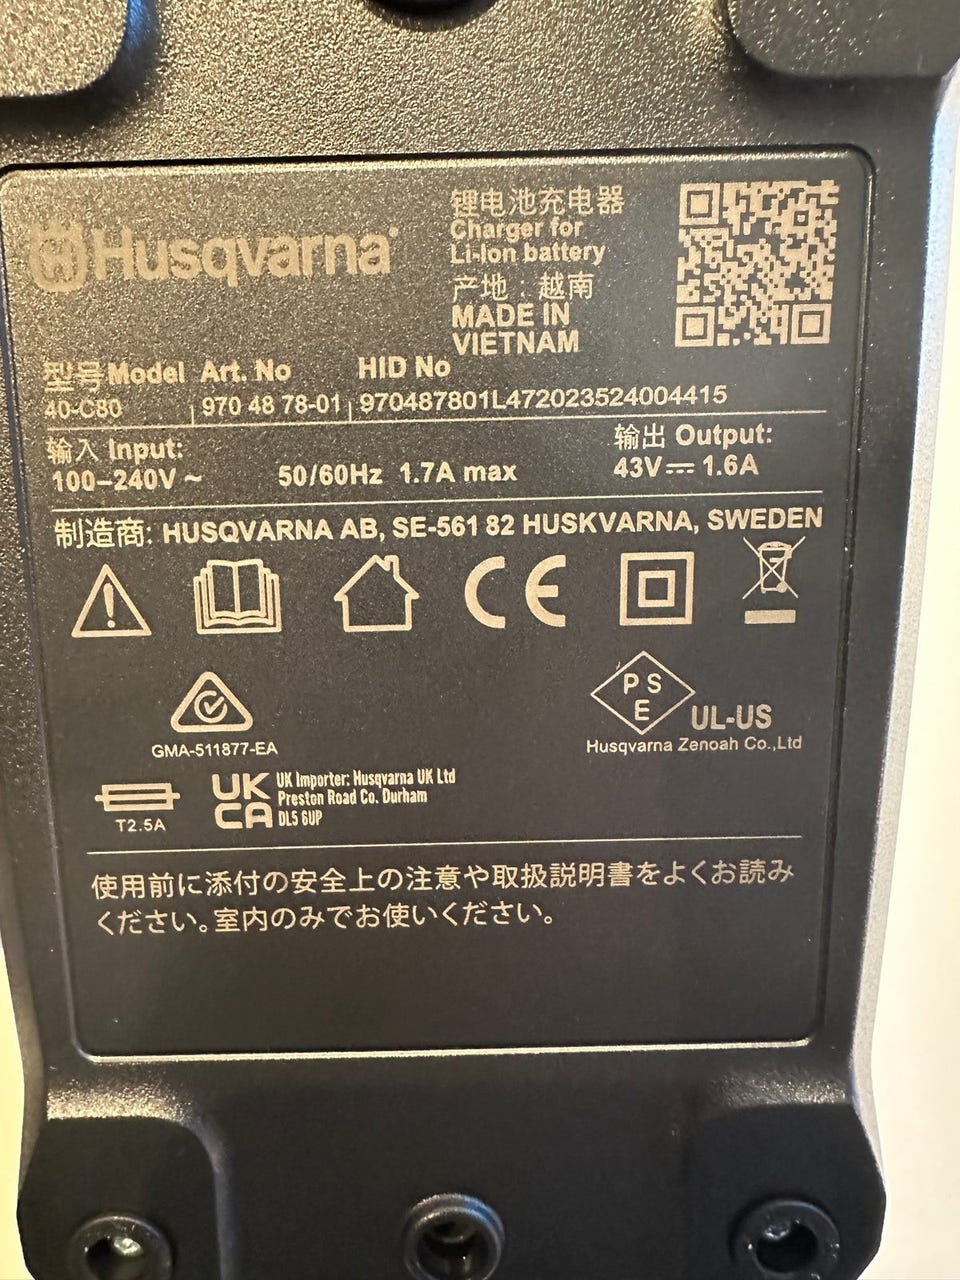 Husqvarna
锂电池充电器
Charger for
Li-Ion battery
产地：越南
MADE IN
VIETNAM
型号Model Art. No HID No
40-C80 970 48 78-01 970487801L472023524004415
输入 Input: 输出 Output:
100-240V ~ 50/60Hz 1.7A max 43V⎓1.6A
制造商: HUSQVARNA AB, SE-561 82 HUSKVARNA, SWEDEN
CE
PS
E
UL-US
GMA-511877-EA
Husqvarna Zenoah Co.,Ltd
T2.5A
UK
CA
UK Importer: Husqvarna UK Ltd
Preston Road Co. Durham
DL5 6UP
使用前に添付の安全上の注意や取扱説明書をよくお読み
ください。室内のみでお使いください。